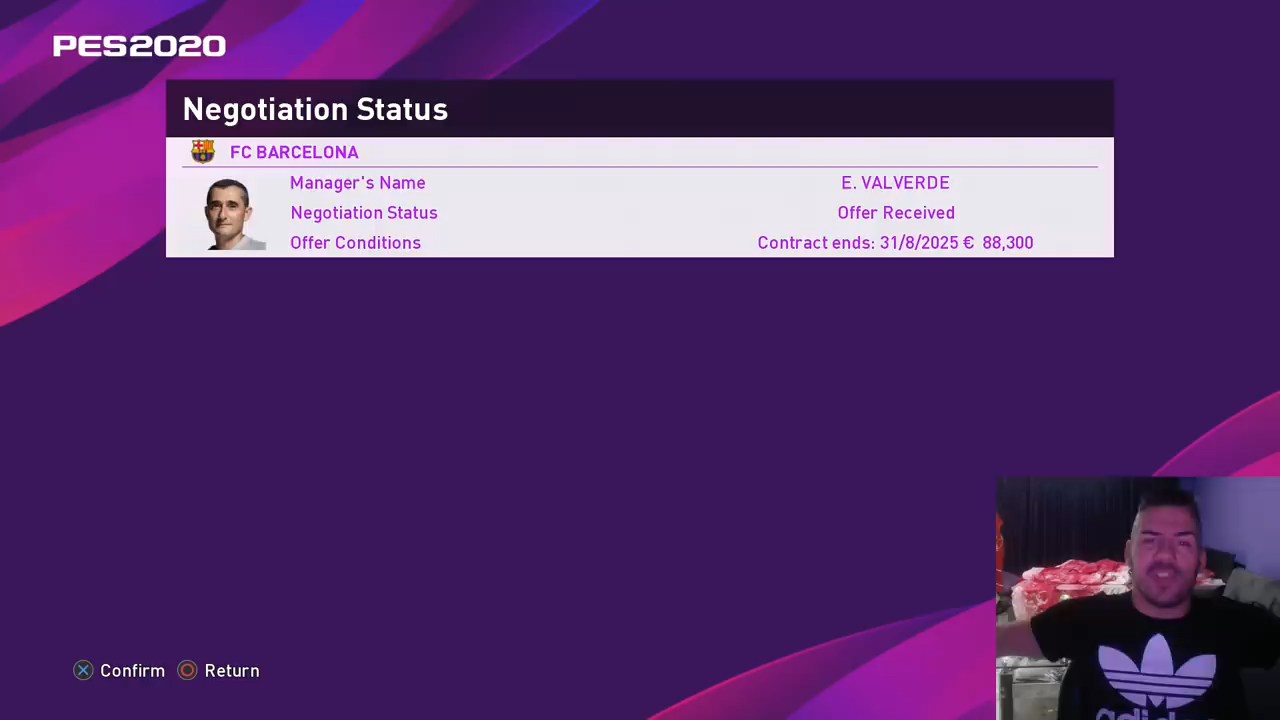 PES2020
Negotiation Status
FC BARCELONA
Manager's Name E. VALVERDE
Negotiation Status Offer Received
Offer Conditions Contract ends: 31/8/2025 € 88,300
Confirm Return
adidas